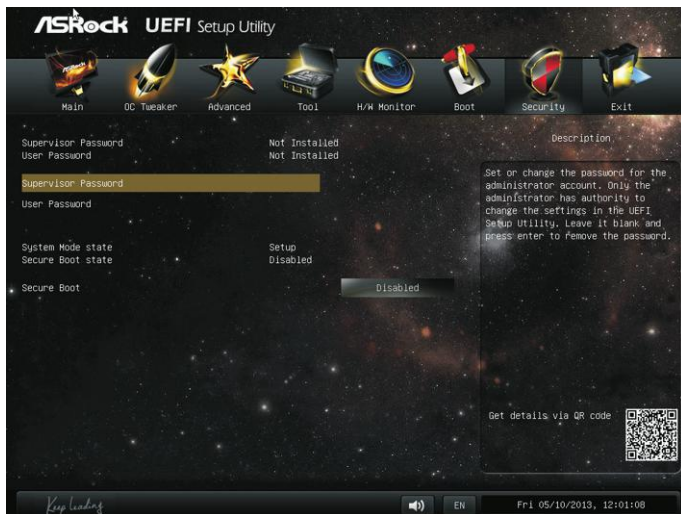 ASRock UEFI Setup Utility
Main OC Tweaker Advanced Tool H/W Monitor Boot Security Exit
Supervisor Password Not Installed
User Password Not Installed
Supervisor Password
User Password
System Mode state Setup
Secure Boot state Disabled
Secure Boot Disabled
Description
Set or change the password for the
administrator account. Only the
administrator has authority to
change the settings in the UEFI
Setup Utility. Leave it blank and
press enter to remove the password.
Get details via QR code
Keep Leading
EN
Fri 05/10/2013, 12:01:08